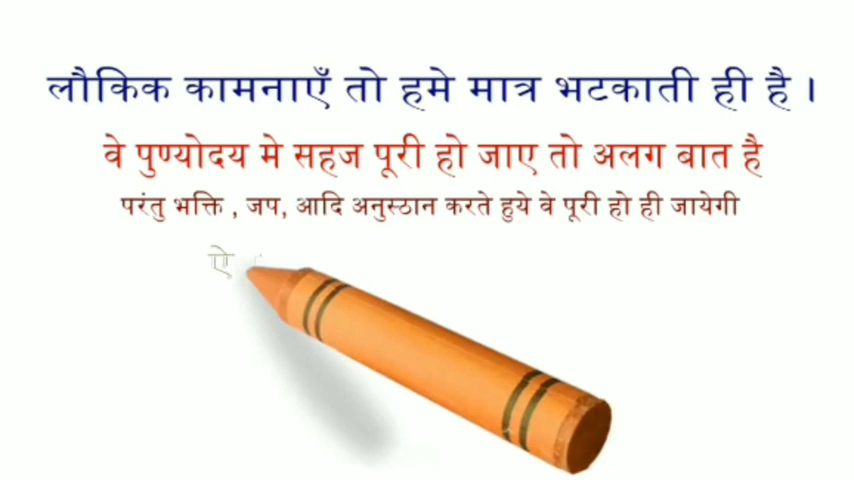 लौकिक कामनाएँ तो हमे मात्र भटकाती ही है ।
वे पुण्योदय मे सहज पूरी हो जाए तो अलग बात है
परंतु भक्ति , जप, आदि अनुस्ठान करते हुये वे पूरी हो ही जायेगी
ऐ